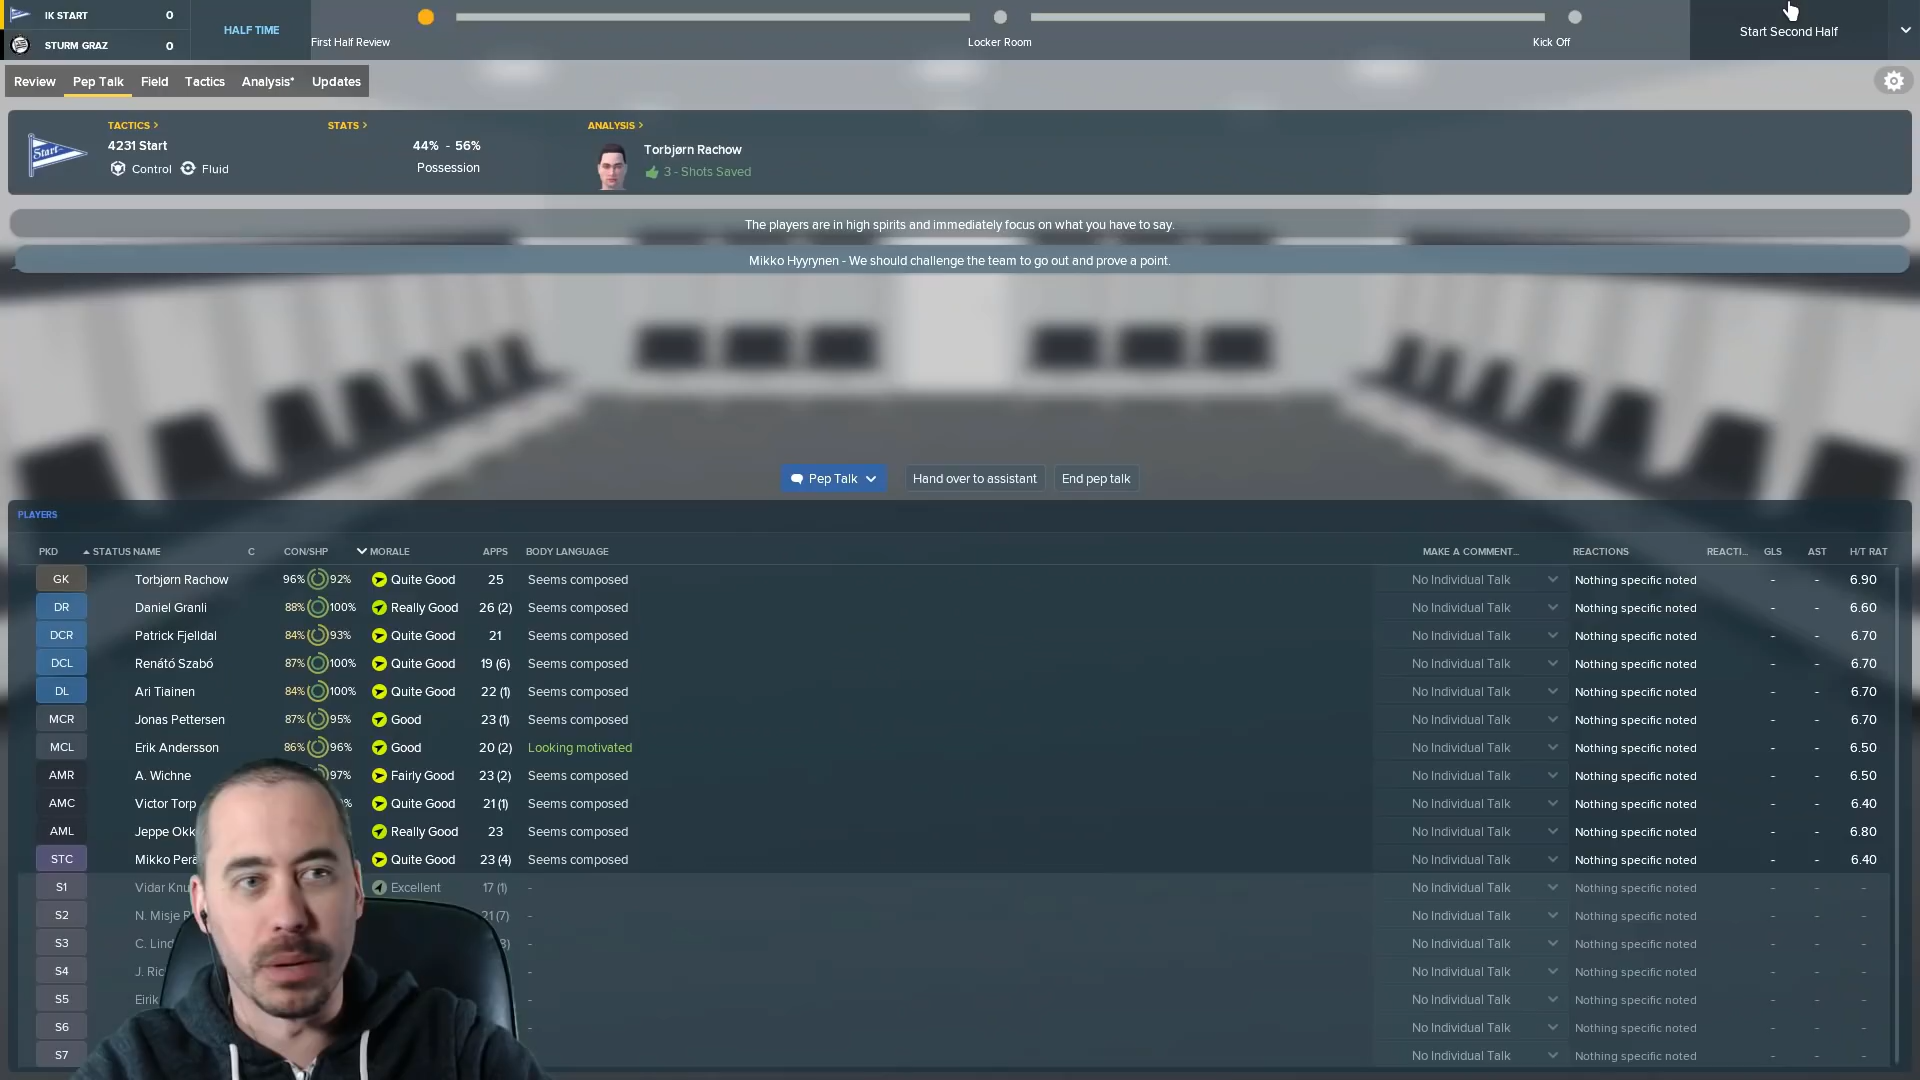 IK START 0
STURM GRAZ 0
HALF TIME
First Half Review
Locker Room
Kick Off
Start Second Half
Review Pep Talk Field Tactics Analysis* Updates
TACTICS > STATS > ANALYSIS >
Start
4231 Start
Control Fluid
44% - 56%
Possession
Torbjørn Rachow
3 - Shots Saved
The players are in high spirits and immediately focus on what you have to say.
Mikko Hyyrynen - We should challenge the team to go out and prove a point.
Pep Talk Hand over to assistant End pep talk
PLAYERS
PKD STATUS NAME C CON/SHP MORALE APPS BODY LANGUAGE MAKE A COMMENT... REACTIONS REACTI... GLS AST H/T RAT
GK Torbjørn Rachow 96% 92% Quite Good 25 Seems composed No Individual Talk Nothing specific noted - - 6.90
DR Daniel Granli 88% 100% Really Good 26 (2) Seems composed No Individual Talk Nothing specific noted - - 6.60
DCR Patrick Fjelldal 84% 93% Quite Good 21 Seems composed No Individual Talk Nothing specific noted - - 6.70
DCL Renátó Szabó 87% 100% Quite Good 19 (6) Seems composed No Individual Talk Nothing specific noted - - 6.70
DL Ari Tiainen 84% 100% Quite Good 22 (1) Seems composed No Individual Talk Nothing specific noted - - 6.70
MCR Jonas Pettersen 87% 95% Good 23 (1) Seems composed No Individual Talk Nothing specific noted - - 6.70
MCL Erik Andersson 86% 96% Good 20 (2) Looking motivated No Individual Talk Nothing specific noted - - 6.50
AMR A. Wichne 97% Fairly Good 23 (2) Seems composed No Individual Talk Nothing specific noted - - 6.50
AMC Victor Torp Quite Good 21 (1) Seems composed No Individual Talk Nothing specific noted - - 6.40
AML Jeppe Really Good 23 Seems composed No Individual Talk Nothing specific noted - - 6.80
STC Mikko Quite Good 23 (4) Seems composed No Individual Talk Nothing specific noted - - 6.40
S1 Vidar Excellent 17 (1) - No Individual Talk Nothing specific noted - - -
S2 N. Misje 21 (7) - No Individual Talk Nothing specific noted - - -
S3 C. - No Individual Talk Nothing specific noted - - -
S4 J. - No Individual Talk Nothing specific noted - - -
S5 Eirik - No Individual Talk Nothing specific noted - - -
S6 - No Individual Talk Nothing specific noted - - -
S7 - No Individual Talk Nothing specific noted - - -